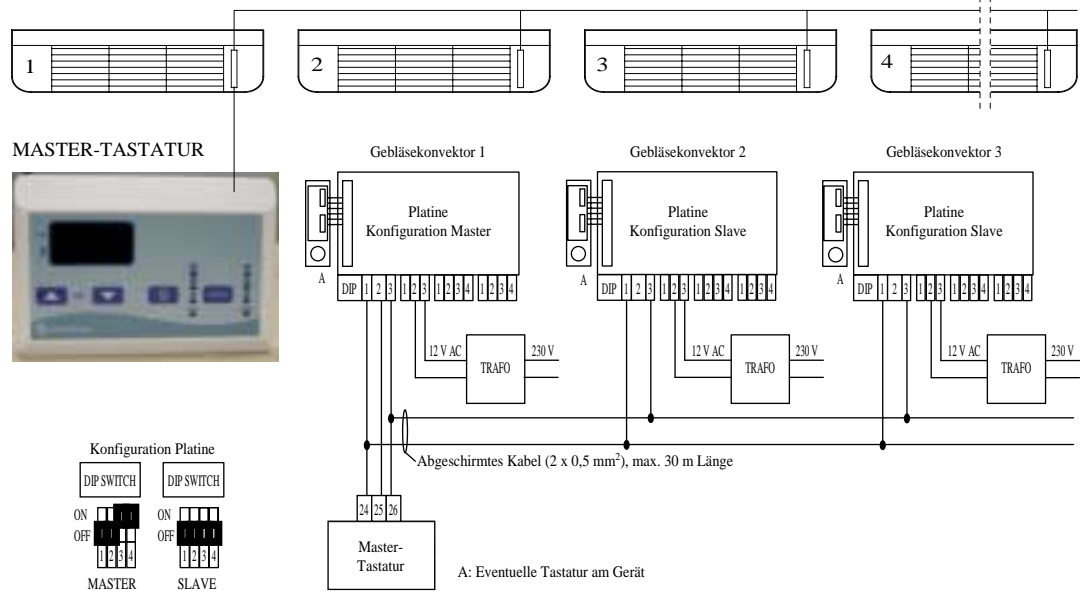 1
2
3
4
MASTER-TASTATUR
Gebläsekonvektor 1
Gebläsekonvektor 2
Gebläsekonvektor 3
Platine
Konfiguration Master
Platine
Konfiguration Slave
Platine
Konfiguration Slave
A
A
A
DIP 1 2 3 1 2 3 1 2 3 4 1 2 3 4
DIP 1 2 3 1 2 3 1 2 3 4 1 2 3 4
DIP 1 2 3 1 2 3 1 2 3 4 1 2 3 4
12 V AC
TRAFO
230 V
12 V AC
TRAFO
230 V
12 V AC
TRAFO
230 V
Abgeschirmtes Kabel (2 x 0,5 mm²), max. 30 m Länge
Konfiguration Platine
DIP SWITCH
DIP SWITCH
ON
OFF
1 2 3 4
MASTER
ON
OFF
1 2 3 4
SLAVE
24 25 26
Master-
Tastatur
A: Eventuelle Tastatur am Gerät